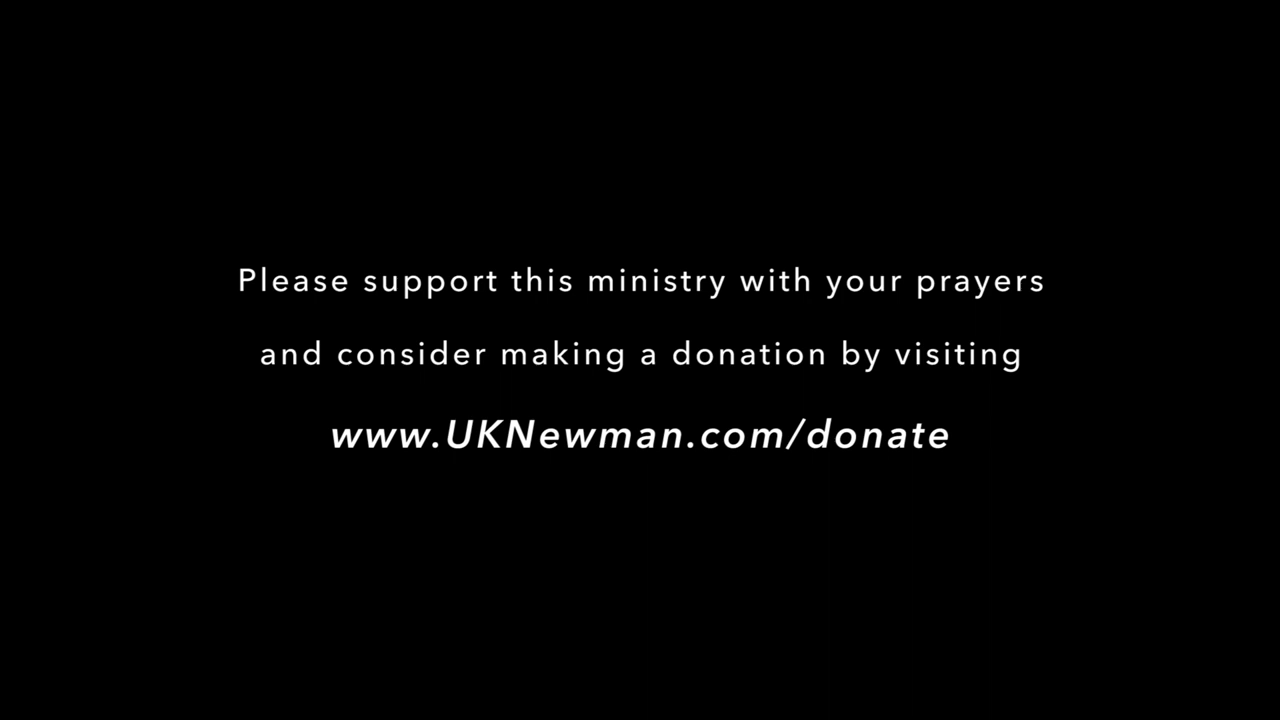 Please support this ministry with your prayers
and consider making a donation by visiting
www.UKNewman.com/donate